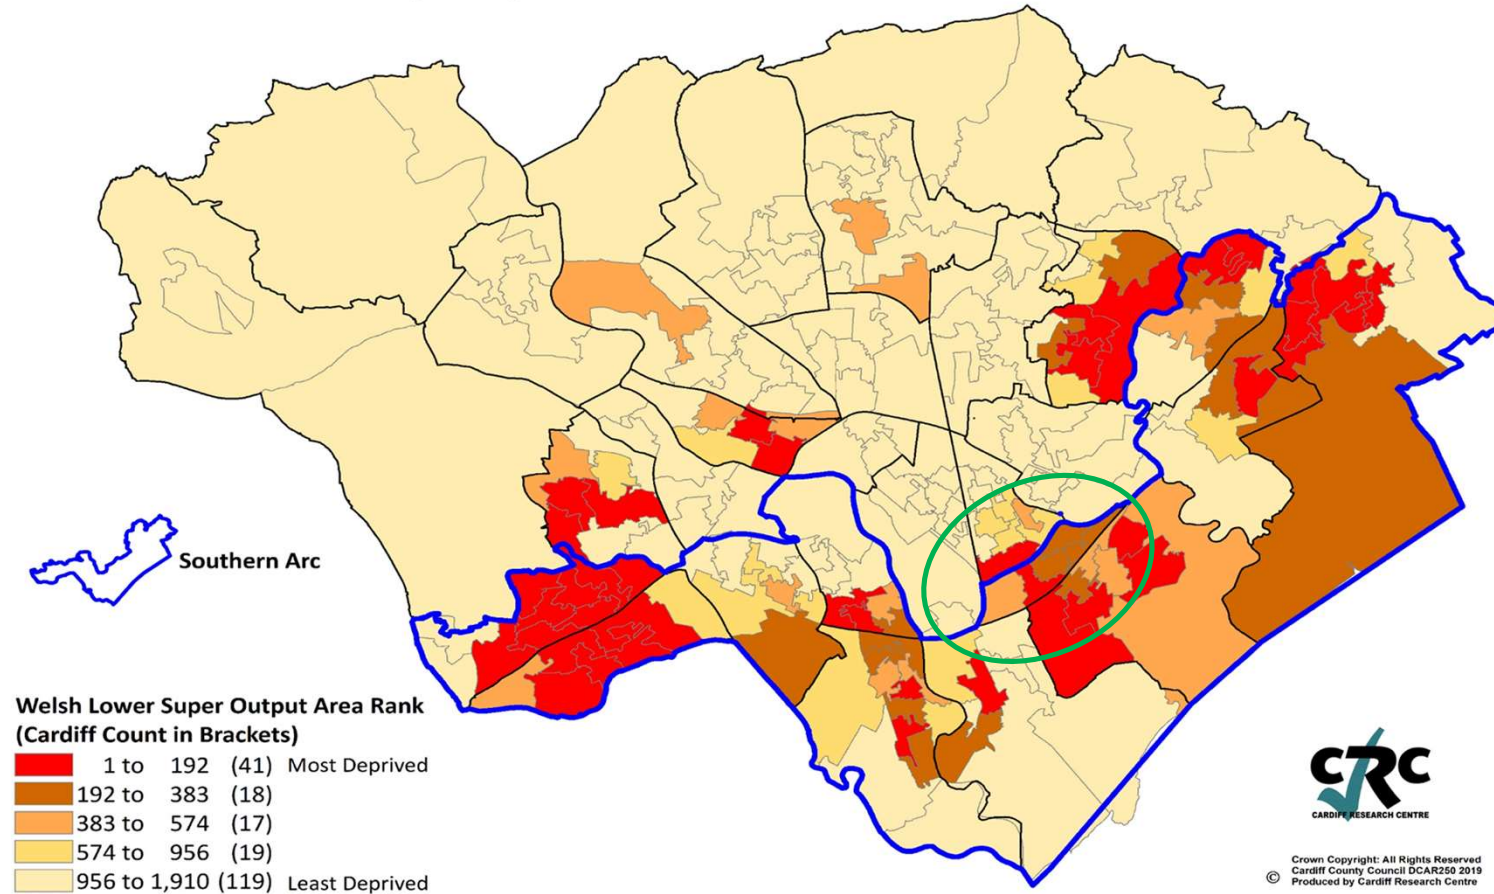 Southern Arc
Welsh Lower Super Output Area Rank
(Cardiff Count in Brackets)
1 to 192 (41) Most Deprived
192 to 383 (18)
383 to 574 (17)
574 to 956 (19)
956 to 1,910 (119) Least Deprived
CRC
CARDIFF RESEARCH CENTRE
Crown Copyright: All Rights Reserved
Cardiff County Council DCAR250 2019
© Produced by Cardiff Research Centre